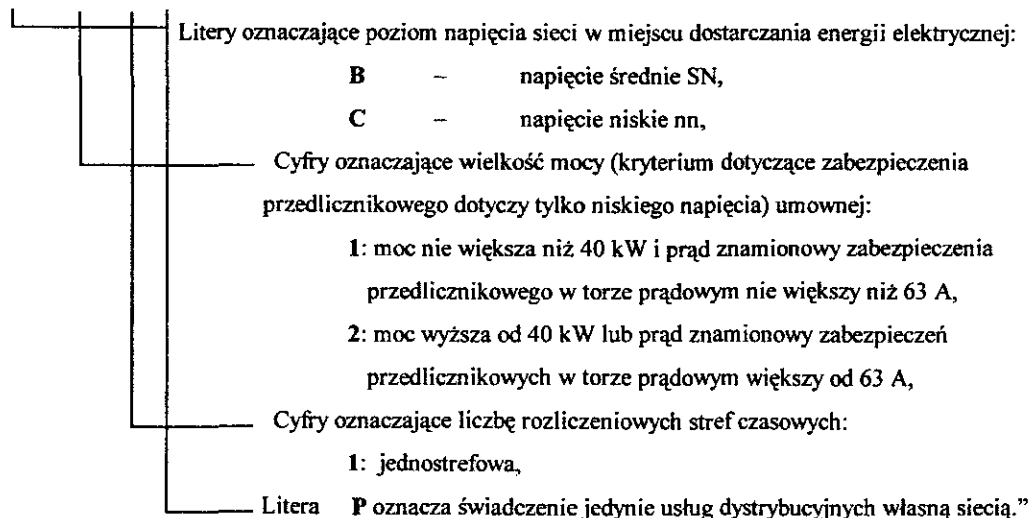 Litery oznaczające poziom napięcia sieci w miejscu dostarczania energii elektrycznej:
B – napięcie średnie SN,
C – napięcie niskie nn,
Cyfry oznaczające wielkość mocy (kryterium dotyczące zabezpieczenia
przedlicznikowego dotyczy tylko niskiego napięcia) umownej:
1: moc nie większa niż 40 kW i prąd znamionowy zabezpieczenia
przedlicznikowego w torze prądowym nie większy niż 63 A,
2: moc wyższa od 40 kW lub prąd znamionowy zabezpieczeń
przedlicznikowych w torze prądowym większy od 63 A,
Cyfry oznaczające liczbę rozliczeniowych stref czasowych:
1: jednostrefowa,
Litera P oznacza świadczenie jedynie usług dystrybucyjnych własną siecią.”